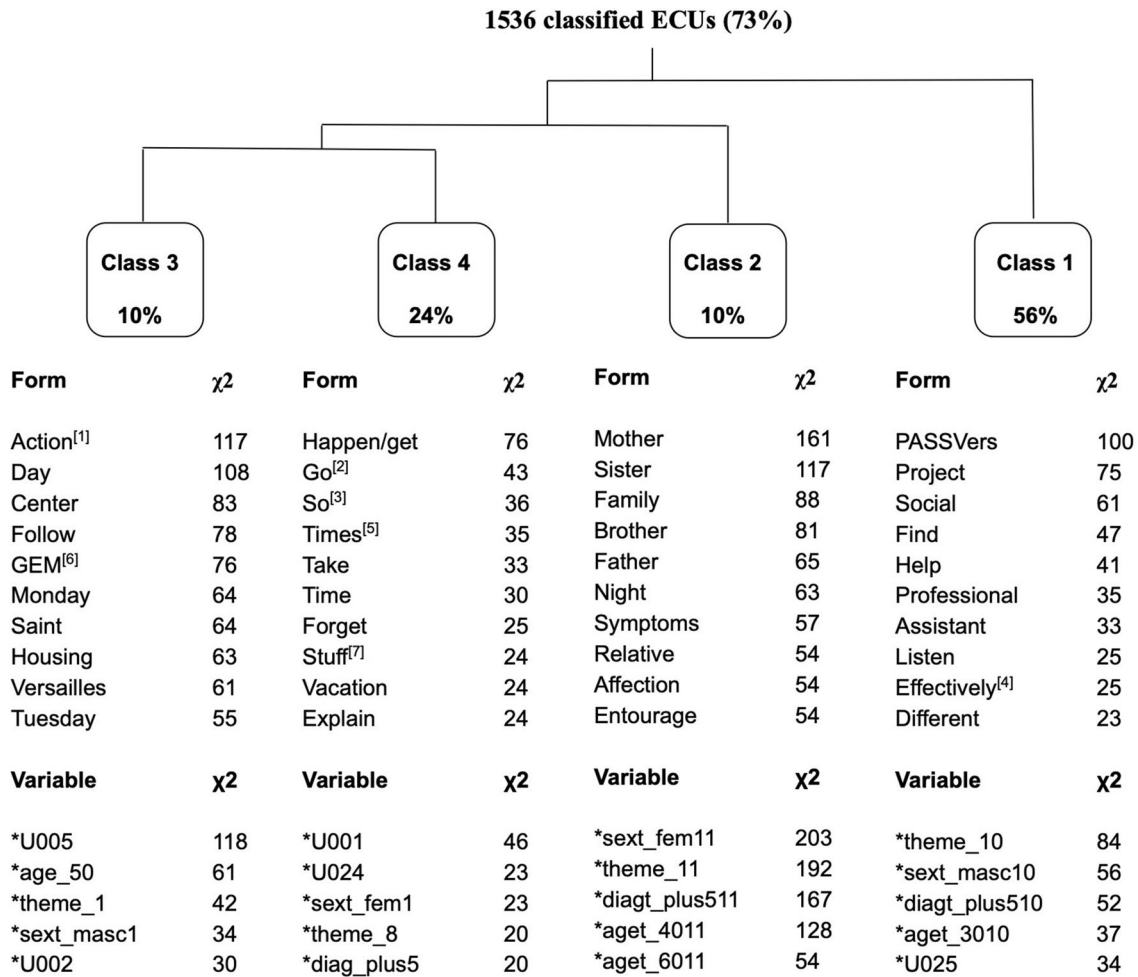 1536 classified ECUs (73%)
Class 3 Class 4 Class 2 Class 1
10% 24% 10% 56%
Form χ2 Form χ2 Form χ2 Form χ2
Action[1] 117 Happen/get 76 Mother 161 PASSVers 100
Day 108 Go[2] 43 Sister 117 Project 75
Center 83 So[3] 36 Family 88 Social 61
Follow 78 Times[5] 35 Brother 81 Find 47
GEM[6] 76 Take 33 Father 65 Help 41
Monday 64 Time 30 Night 63 Professional 35
Saint 64 Forget 25 Symptoms 57 Assistant 33
Housing 63 Stuff[7] 24 Relative 54 Listen 25
Versailles 61 Vacation 24 Affection 54 Effectively[4] 25
Tuesday 55 Explain 24 Entourage 54 Different 23
Variable χ2 Variable χ2 Variable χ2 Variable χ2
*U005 118 *U001 46 *sext_fem11 203 *theme_10 84
*age_50 61 *U024 23 *theme_11 192 *sext_masc10 56
*theme_1 42 *sext_fem1 23 *diagt_plus511 167 *diagt_plus510 52
*sext_masc1 34 *theme_8 20 *aget_4011 128 *aget_3010 37
*U002 30 *diag_plus5 20 *aget_6011 54 *U025 34